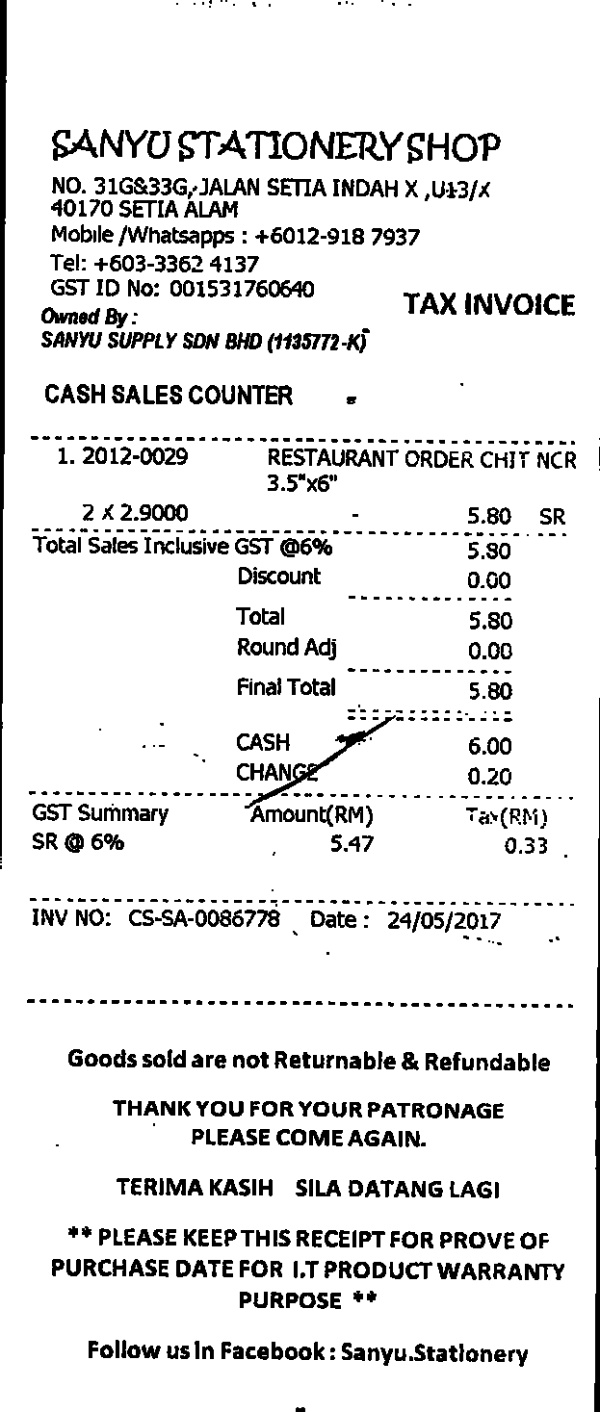 SANYU STATIONERY SHOP
NO. 31G&33G, JALAN SETIA INDAH X ,U13/X
40170 SETIA ALAM
Mobile /Whatsapps : +6012-918 7937
Tel: +603-3362 4137
GST ID No: 001531760640
TAX INVOICE
Owned By :
SANYU SUPPLY SDN BHD (1135772-K)
CASH SALES COUNTER
1. 2012-0029 RESTAURANT ORDER CHIT NCR
3.5"x6"
2 X 2.9000 - 5.80 SR
Total Sales Inclusive GST @6% 5.80
Discount 0.00
Total 5.80
Round Adj 0.00
Final Total 5.80
CASH 6.00
CHANGE 0.20
GST Summary Amount(RM) Tax(RM)
SR @ 6% 5.47 0.33
INV NO: CS-SA-0086778 Date : 24/05/2017
Goods sold are not Returnable & Refundable
THANK YOU FOR YOUR PATRONAGE
PLEASE COME AGAIN.
TERIMA KASIH SILA DATANG LAGI
** PLEASE KEEP THIS RECEIPT FOR PROVE OF
PURCHASE DATE FOR I.T PRODUCT WARRANTY
PURPOSE **
Follow us in Facebook : Sanyu.Stationery